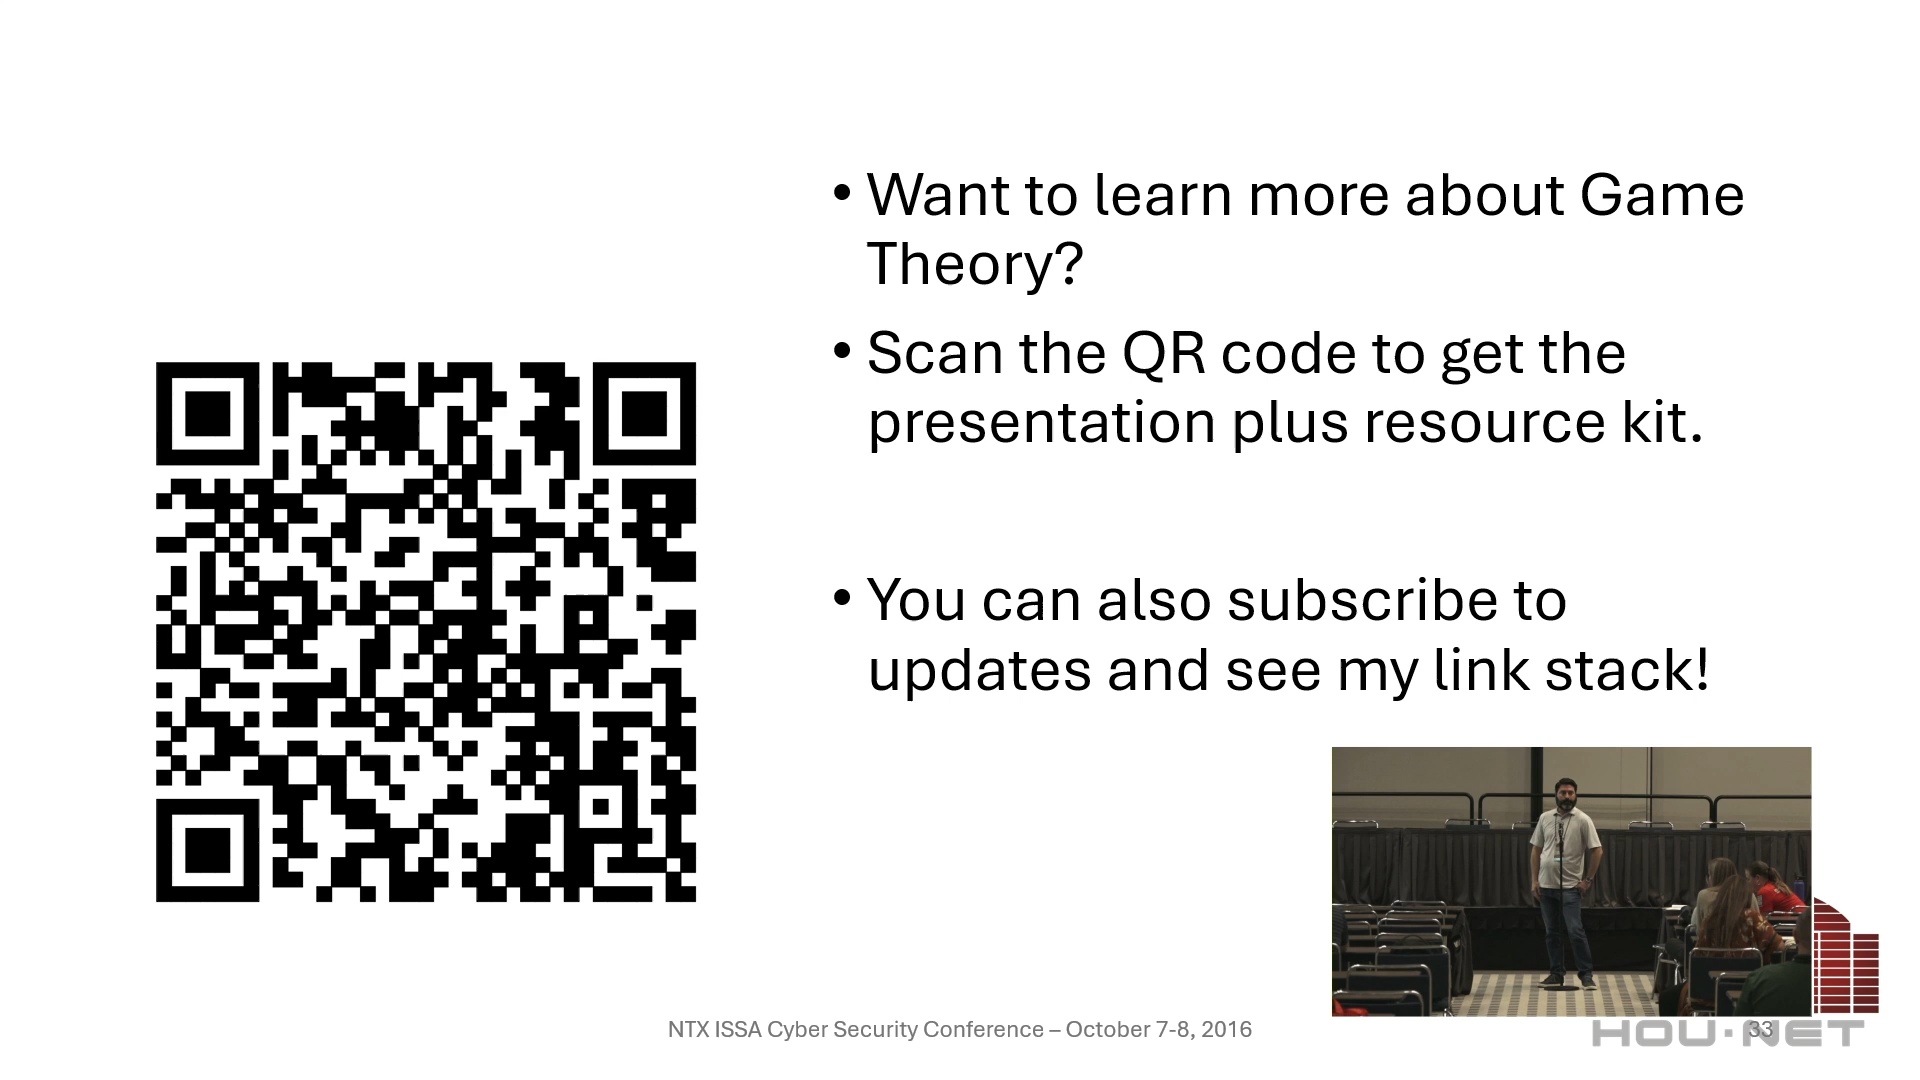 • Want to learn more about Game
Theory?
• Scan the QR code to get the
presentation plus resource kit.
• You can also subscribe to
updates and see my link stack!
NTX ISSA Cyber Security Conference – October 7-8, 2016
33
HOU·NET